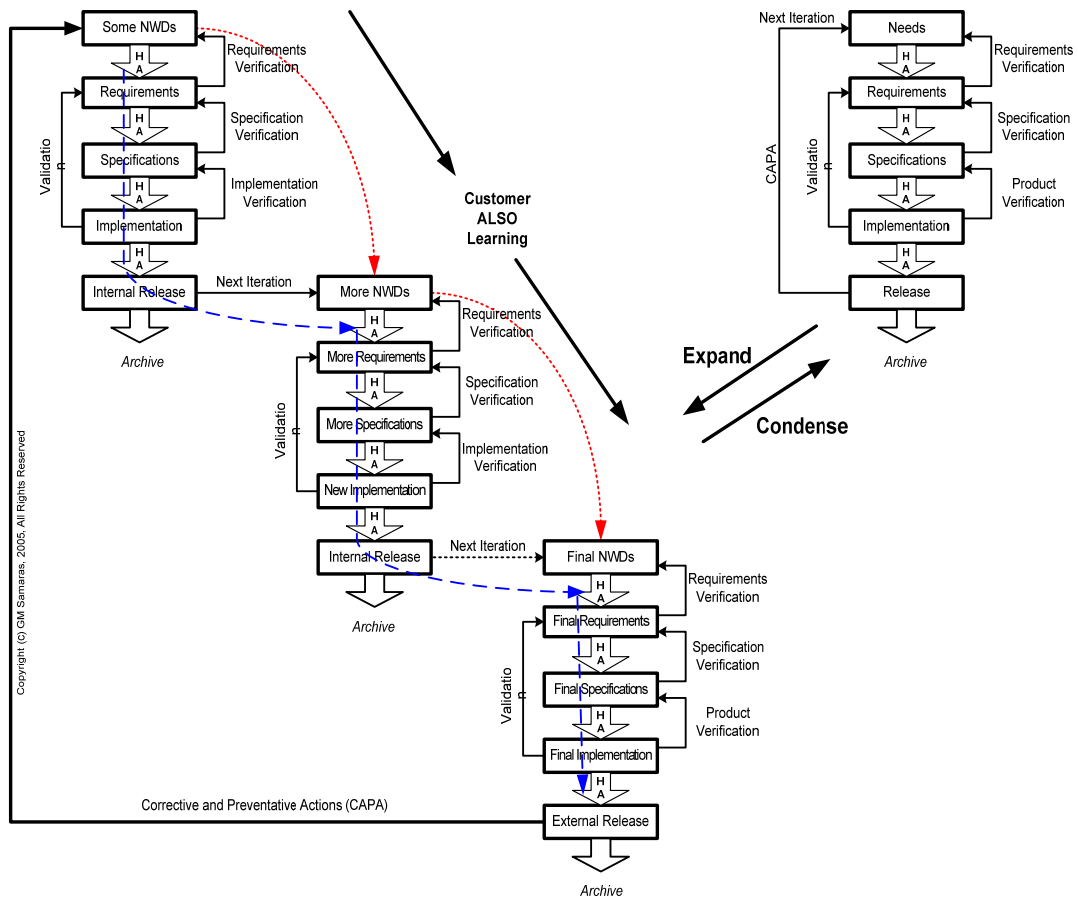 Some NWDs
H
A
Requirements
Verification
Requirements
H
A
Specification
Verification
Specifications
H
A
Implementation
Verification
Implementation
Validatio
n
H
A
Internal Release
Archive
Next Iteration
Customer
ALSO
Learning
More NWDs
H
A
Requirements
Verification
More Requirements
H
A
Specification
Verification
More Specifications
H
A
Implementation
Verification
New Implementation
Validatio
n
H
A
Internal Release
Archive
Next Iteration
Final NWDs
H
A
Requirements
Verification
Final Requirements
H
A
Specification
Verification
Final Specifications
H
A
Product
Verification
Final Implementation
Validatio
n
H
A
External Release
Archive
Corrective and Preventative Actions (CAPA)
Next Iteration
Needs
H
A
Requirements
Verification
Requirements
H
A
Specification
Verification
Specifications
H
A
Product
Verification
Implementation
CAPA
Validatio
n
H
A
Release
Archive
Expand
Condense
Copyright (C) GM Samaras, 2005, All Rights Reserved